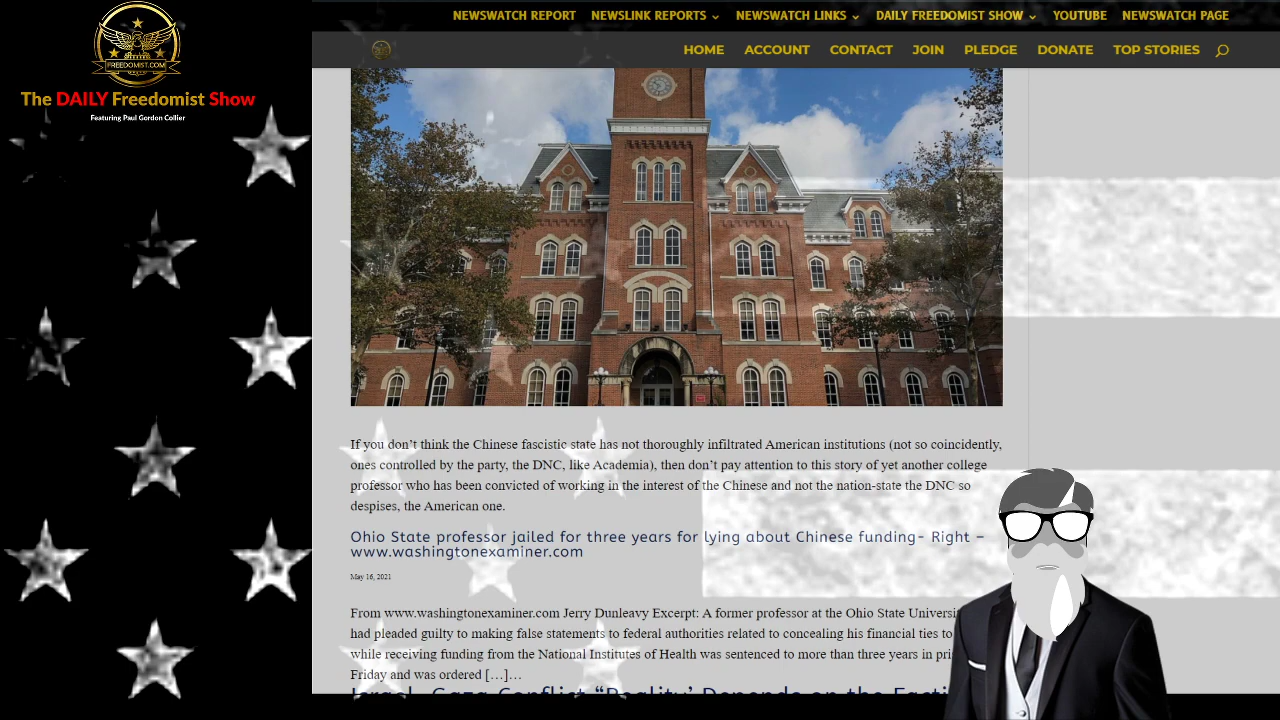 FREEDOMIST.COM
The DAILY Freedomist Show
Featuring Paul Gordon Collier
NEWSWATCH REPORT NEWSLINK REPORTS NEWSWATCH LINKS DAILY FREEDOMIST SHOW YOUTUBE NEWSWATCH PAGE
HOME ACCOUNT CONTACT JOIN PLEDGE DONATE TOP STORIES
If you don’t think the Chinese fascistic state has not thoroughly infiltrated American institutions (not so coincidently,
ones controlled by the party, the DNC, like Academia), then don’t pay attention to this story of yet another college
professor who has been convicted of working in the interest of the Chinese and not the nation-state the DNC so
despises, the American one.
Ohio State professor jailed for three years for lying about Chinese funding- Right –
www.washingtonexaminer.com
May 16, 2021
From www.washingtonexaminer.com Jerry Dunleavy Excerpt: A former professor at the Ohio State
had pleaded guilty to making false statements to federal authorities related to concealing his financial ties to
while receiving funding from the National Institutes of Health was sentenced to more than three years in
Friday and was ordered […]…
Israel- Gaza Conflict “Reality’ Depends on the